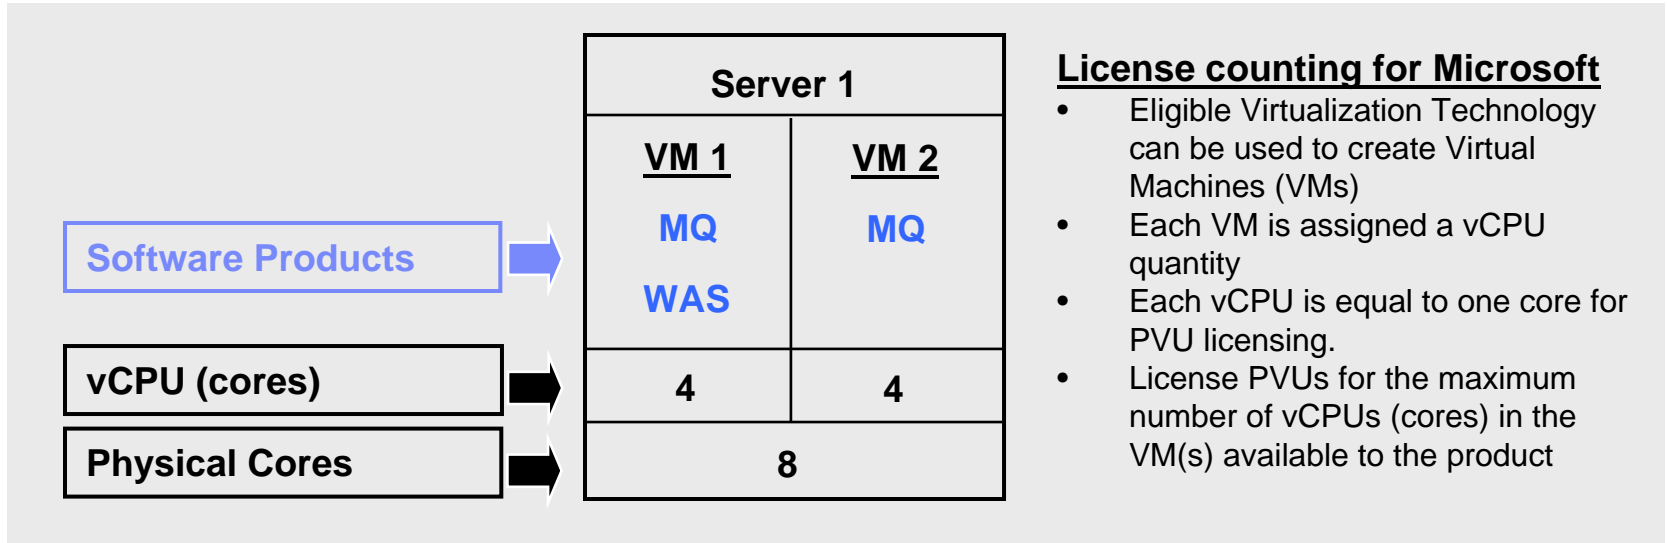 Server 1
VM 1 VM 2
MQ MQ
WAS
Software Products
vCPU (cores)
4 4
Physical Cores
8
License counting for Microsoft
• Eligible Virtualization Technology
can be used to create Virtual
Machines (VMs)
• Each VM is assigned a vCPU
quantity
• Each vCPU is equal to one core for
PVU licensing.
• License PVUs for the maximum
number of vCPUs (cores) in the
VM(s) available to the product